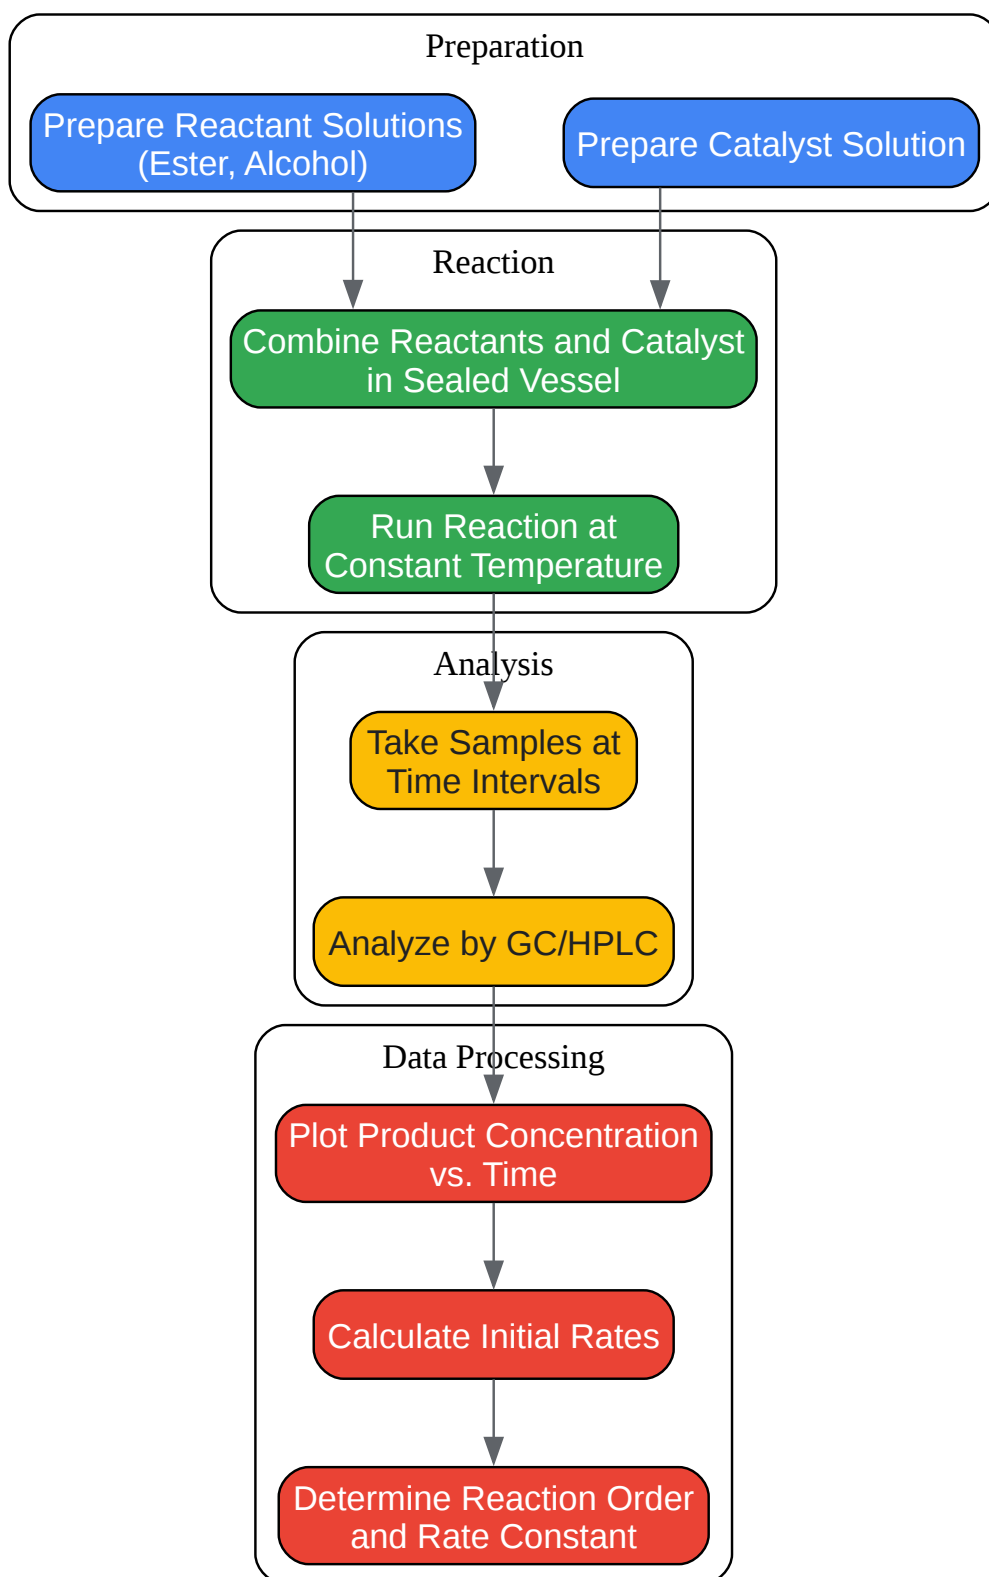 Preparation
Prepare Reactant Solutions
(Ester, Alcohol)
Prepare Catalyst Solution
Reaction
Combine Reactants and Catalyst
in Sealed Vessel
Run Reaction at
Constant Temperature
Analysis
Take Samples at
Time Intervals
Analyze by GC/HPLC
Data Processing
Plot Product Concentration
vs. Time
Calculate Initial Rates
Determine Reaction Order
and Rate Constant